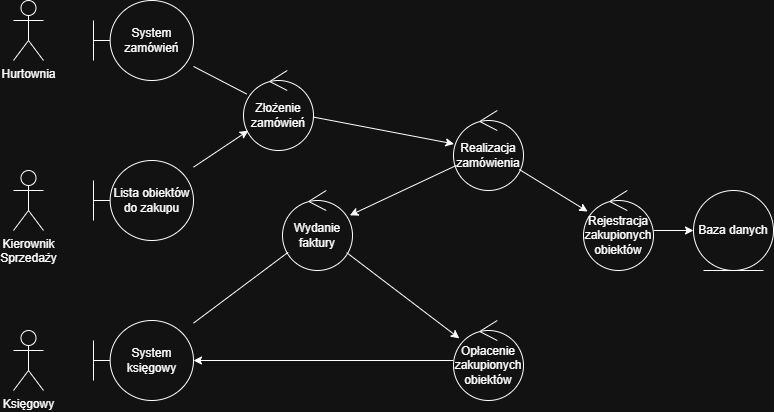 Hurtownia
System
zamówień
Złożenie
zamówień
Realizacja
zamówienia
Kierownik
Sprzedaży
Lista obiektów
do zakupu
Wydanie
faktury
Rejestracja
zakupionych
obiektów
Baza danych
Księgowy
System
księgowy
Opłacenie
zakupionych
obiektów